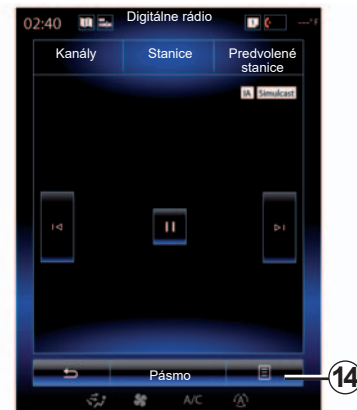 02:40 Digitálne rádio ---°F
Kanály Stanice Predvolené stanice
IA Simulcast
Pásmo
14
A/C